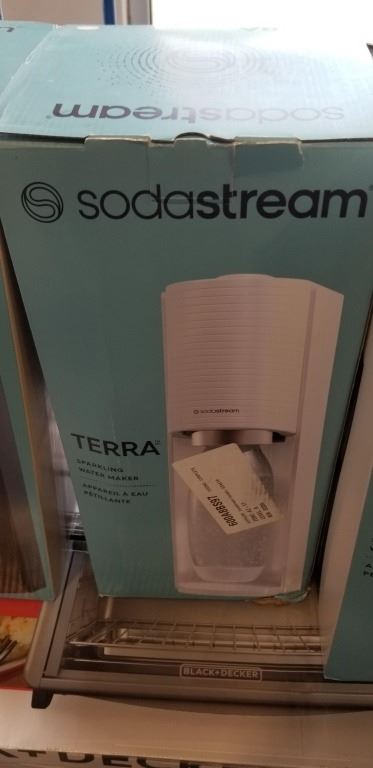 sodastream
sodastream
sodastream
TERRA
SPARKLING
WATER MAKER
APPAREIL À EAU
PÉTILLANTE
BLACK+DECKER